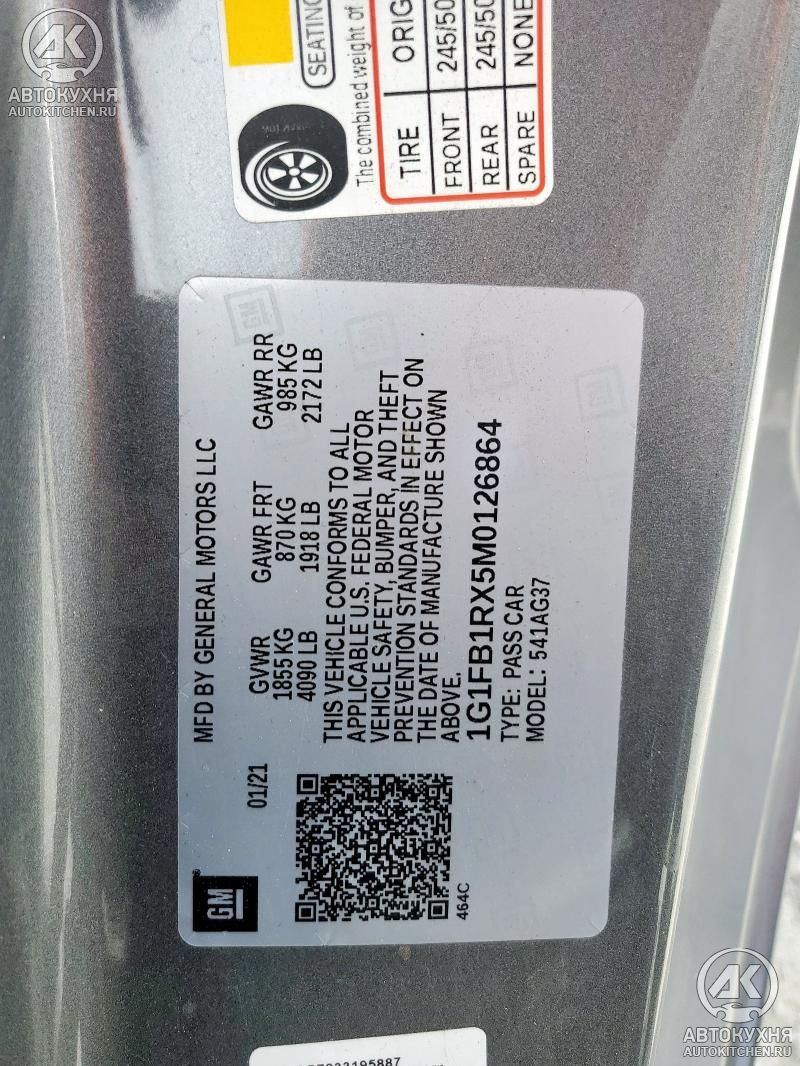 АВТОКУХНЯ
AUTOKITCHEN.RU
SEATING
The combined weight of
TIRE ORIG
FRONT 245/50
REAR 245/50
SPARE NONE
MFD BY GENERAL MOTORS LLC
01/21
GVWR GAWR FRT GAWR RR
1855 KG 870 KG 985 KG
4090 LB 1918 LB 2172 LB
THIS VEHICLE CONFORMS TO ALL
APPLICABLE U.S. FEDERAL MOTOR
VEHICLE SAFETY, BUMPER, AND THEFT
PREVENTION STANDARDS IN EFFECT ON
THE DATE OF MANUFACTURE SHOWN
ABOVE.
1G1FB1RX5M0126864
TYPE: PASS CAR
MODEL: 541AG37
GM
464C
АВТОКУХНЯ
AUTOKITCHEN.RU